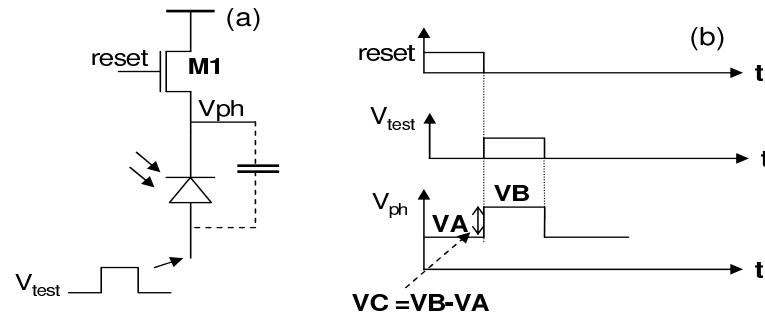 (a)
reset
M1
Vph
Vtest
(b)
reset
t
Vtest
t
Vph
VA
VB
t
VC =VB-VA